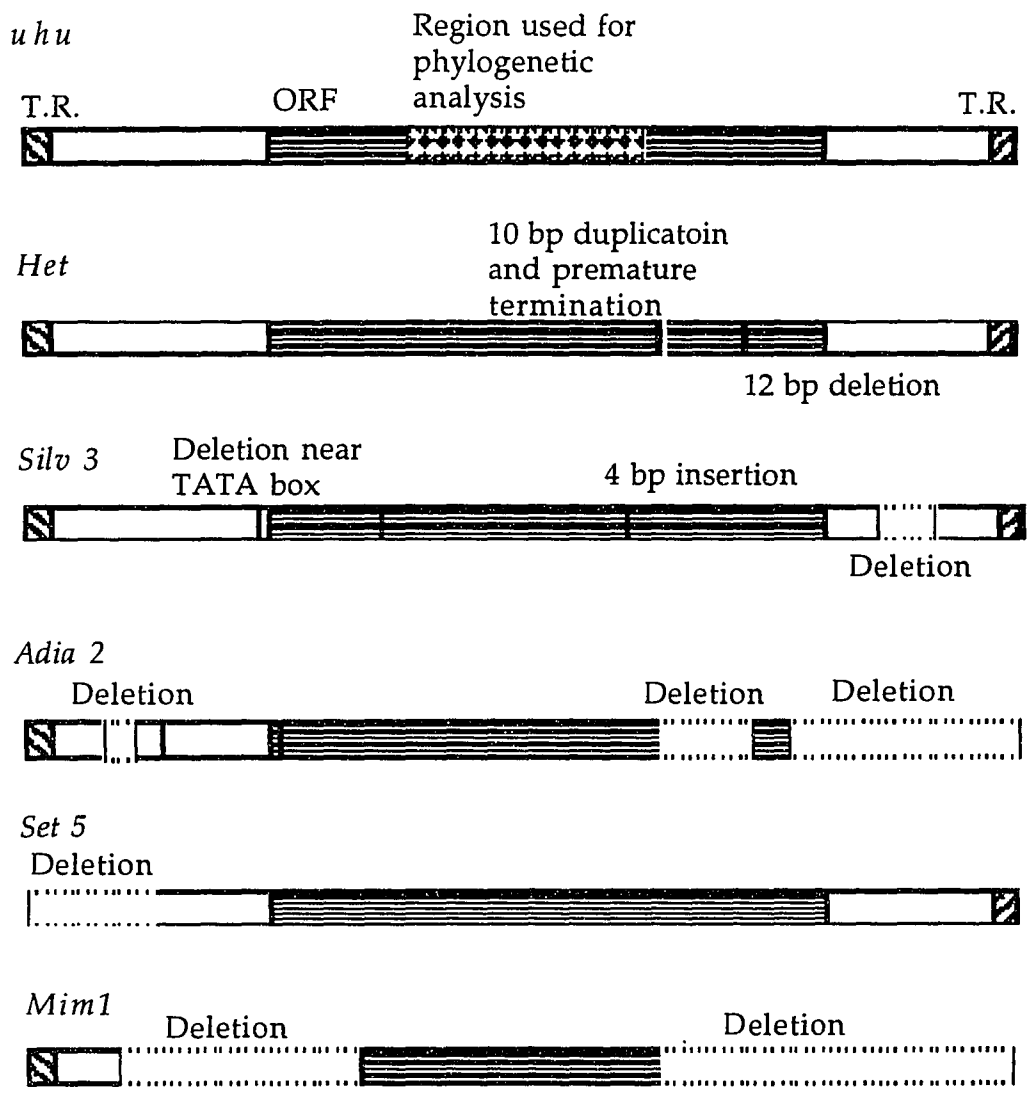 uhu
Region used for
phylogenetic
analysis
T.R.
ORF
T.R.
Het
10 bp duplicatoin
and premature
termination
12 bp deletion
Silv 3
Deletion near
TATA box
4 bp insertion
Deletion
Adia 2
Deletion
Deletion
Deletion
Set 5
Deletion
Mim1
Deletion
Deletion